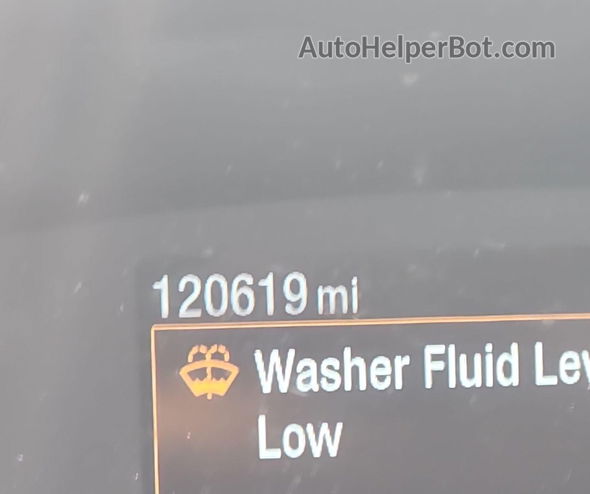 AutoHelperBot.com
120619 mi
Washer Fluid
Low